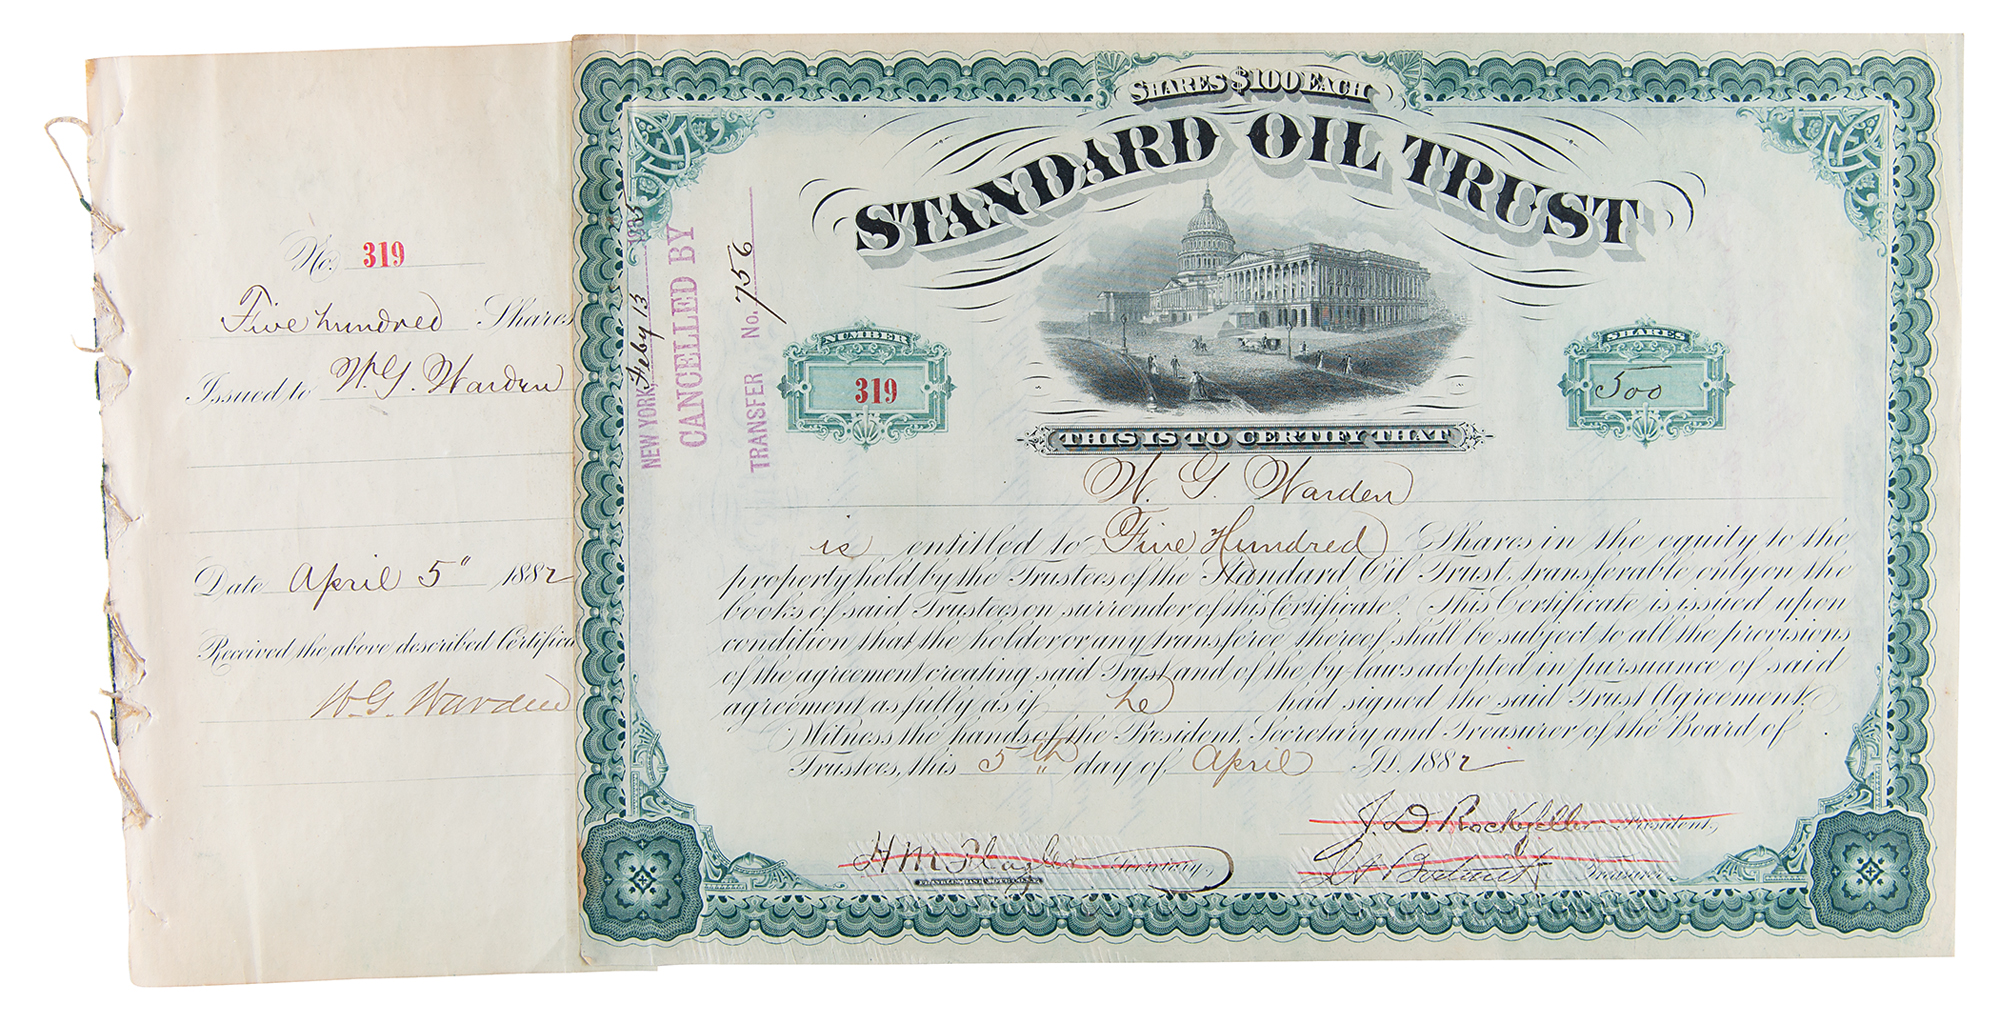 No. 319
Five hundred Shares
Issued to W. G. Warden
Date April 5" 1882
Received the above described Certifica
W. G. Warden
NEW YORK, Feby 13 1885
CANCELLED BY
TRANSFER No. 756
SHARES $100 EACH
STANDARD OIL TRUST
NUMBER
319
SHARES
500
THIS IS TO CERTIFY THAT
W. G. Warden
is entitled to Five Hundred Shares in the equity to the
property held by the Trustees of the Standard Oil Trust, transferable only on the
books of said Trustees on surrender of this Certificate. This Certificate is issued upon
condition that the holder or any transferee thereof shall be subject to all the provisions
of the agreement creating said Trust and of the by-laws adopted in pursuance of said
agreement as fully as if he had signed the said Trust Agreement.
Witness the hands of the President, Secretary and Treasurer of the Board of
Trustees, this 5th day of April A.D. 1882
J. D. Rockefeller President,
H M Flagler Secretary,
Treasurer